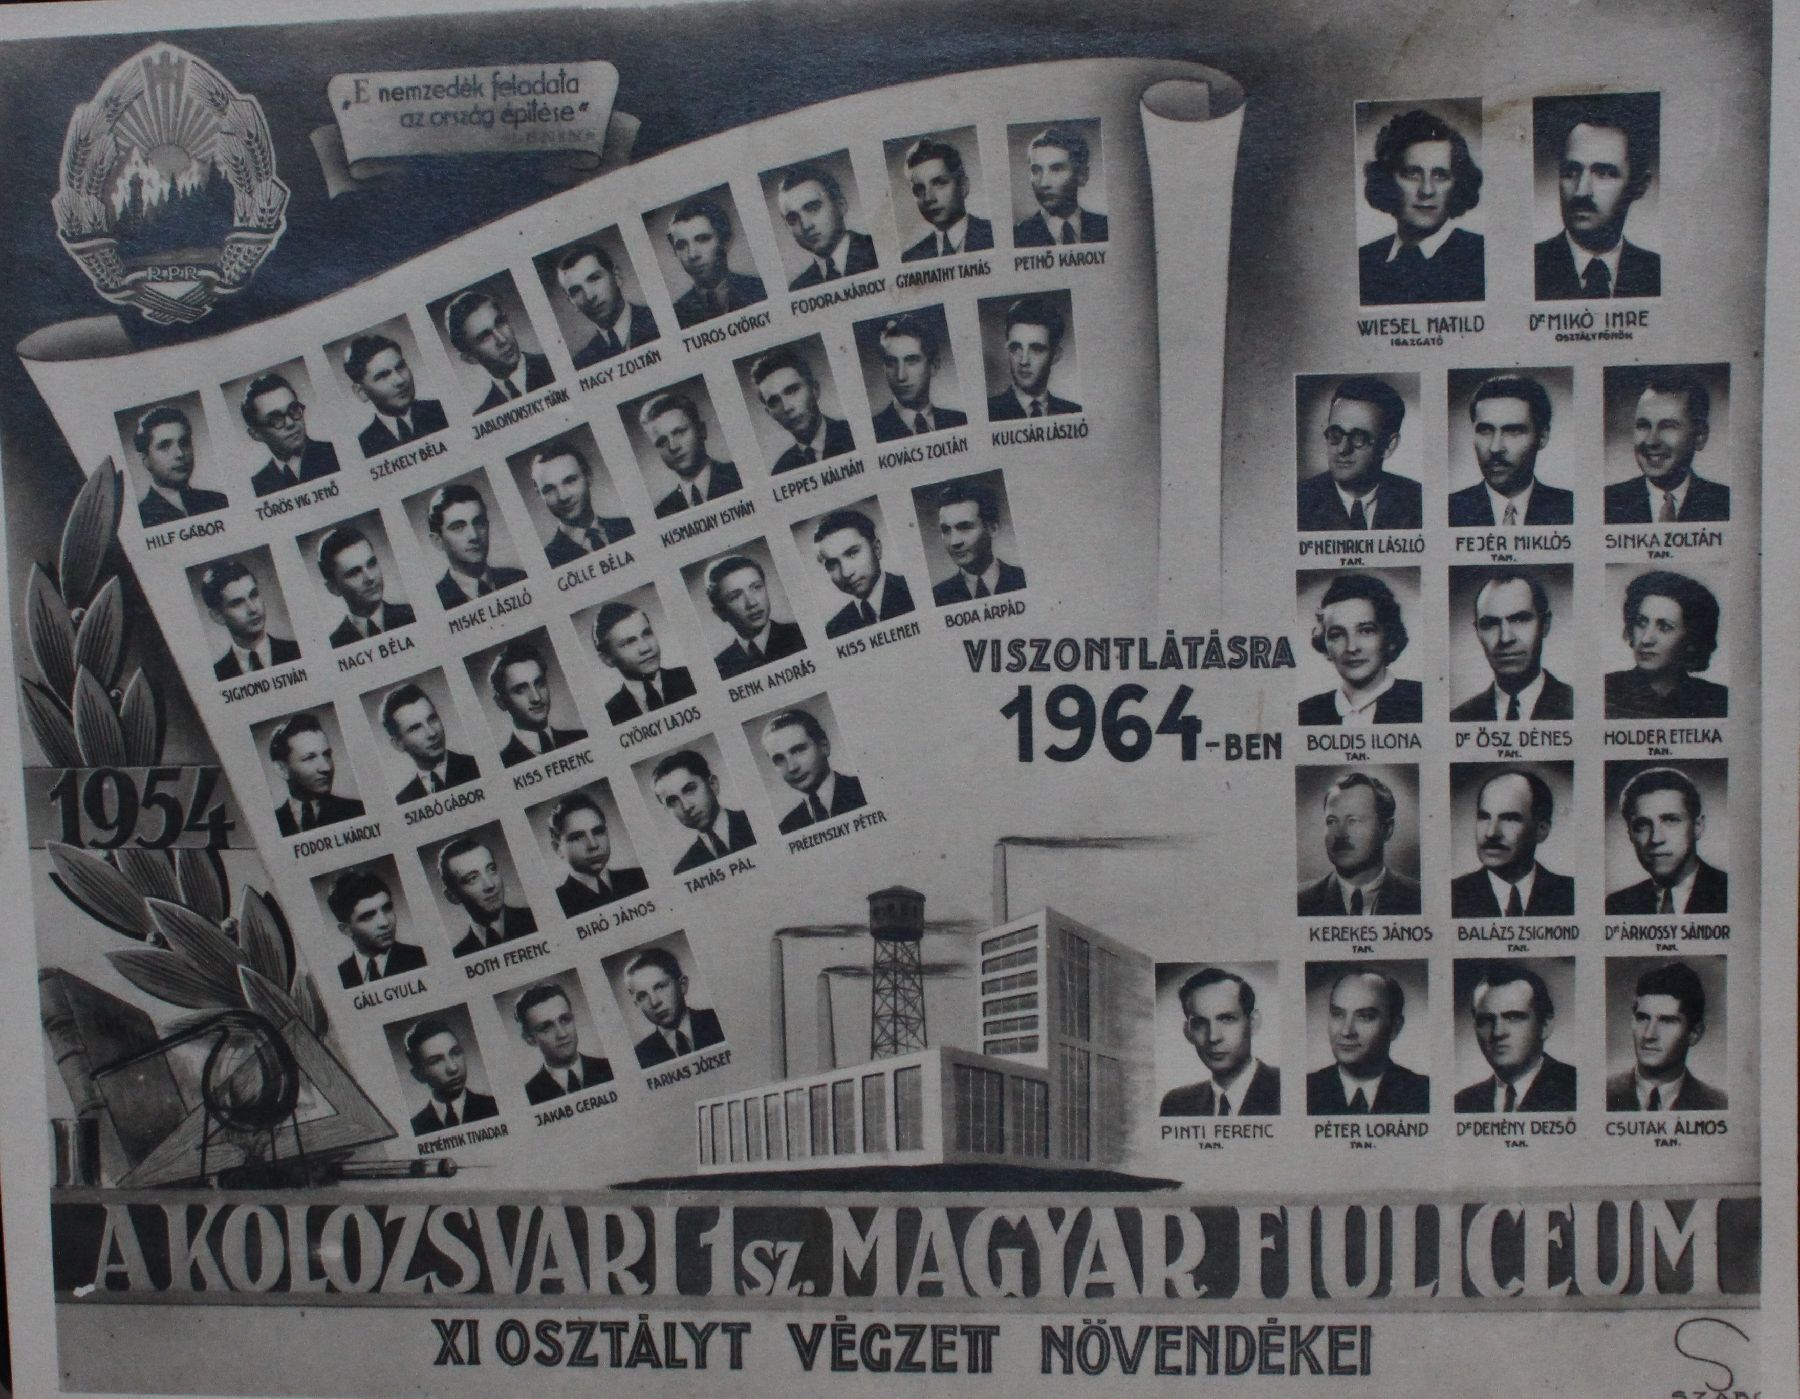 „E nemzedék feladata
az ország építése"
LENIN
R.P.R
HILF GÁBOR
TÖRÖS VIG JENŐ
SZÉKELY BÉLA
JABLONOVSZKY MÁRK
NAGY ZOLTÁN
TUROS GYÖRGY
FODOR A. KÁROLY
GYARMATHY TAMÁS
PETHŐ KÁROLY
SIGMOND ISTVÁN
NAGY BÉLA
MISKE LÁSZLÓ
GÖLLE BÉLA
KISMARJAY ISTVÁN
LEPPES KÁLMÁN
KOVÁCS ZOLTÁN
KULCSÁR LÁSZLÓ
FODOR L. KÁROLY
SZABÓ GÁBOR
KISS FERENC
GYÖRGY LAJOS
BENK ANDRÁS
KISS KELEMEN
BODA ÁRPÁD
GÁLL GYULA
BOTH FERENC
BIRÓ JÁNOS
TAMÁS PÁL
PRÉZENSZKY PÉTER
REMÉNYIK TIVADAR
JAKAB GERALD
FARKAS JÓZSEF
1954
VISZONTLÁTÁSRA
1964-BEN
WIESEL MATILD
IGAZGATÓ
Dr MIKÓ IMRE
OSZTÁLYFŐNÖK
Dr HEINRICH LÁSZLÓ
TAN.
FEJÉR MIKLÓS
TAN.
SINKA ZOLTÁN
TAN.
BOLDIS ILONA
TAN.
Dr ŐSZ DÉNES
TAN.
HOLDER ETELKA
TAN.
KEREKES JÁNOS
TAN.
BALÁZS ZSIGMOND
TAN.
Dr ÁRKOSSY SÁNDOR
TAN.
PINTI FERENC
TAN.
PÉTER LORÁND
TAN.
Dr DEMÉNY DEZSŐ
TAN.
CSUTAK ÁLMOS
TAN.
A KOLOZSVÁRI 1 SZ. MAGYAR FIULICEUM
XI OSZTÁLYT VÉGZETT NÖVENDÉKEI